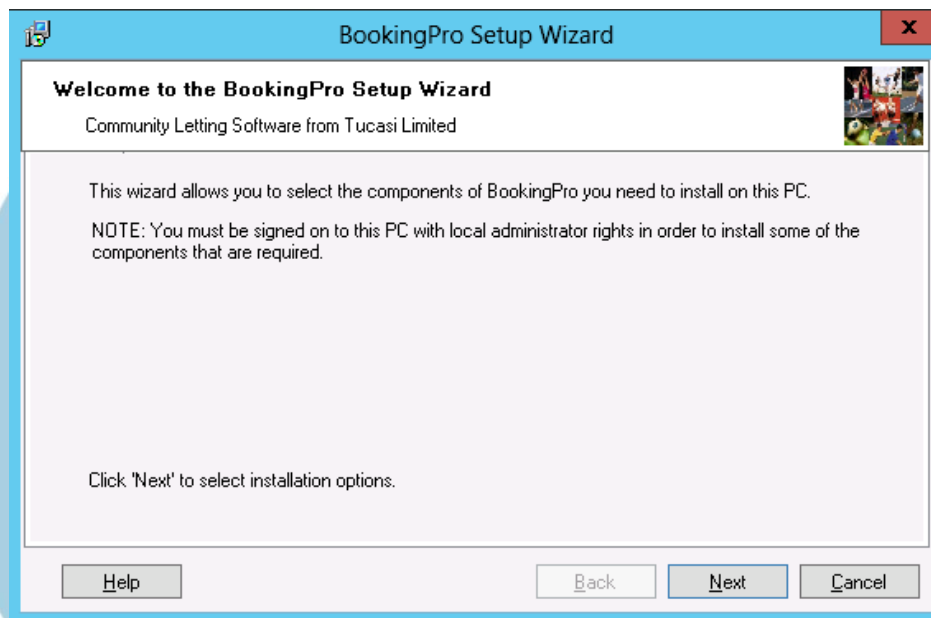 BookingPro Setup Wizard
x
Welcome to the BookingPro Setup Wizard
Community Letting Software from Tucasi Limited
This wizard allows you to select the components of BookingPro you need to install on this PC.
NOTE: You must be signed on to this PC with local administrator rights in order to install some of the
components that are required.
Click 'Next' to select installation options.
Help Back Next Cancel